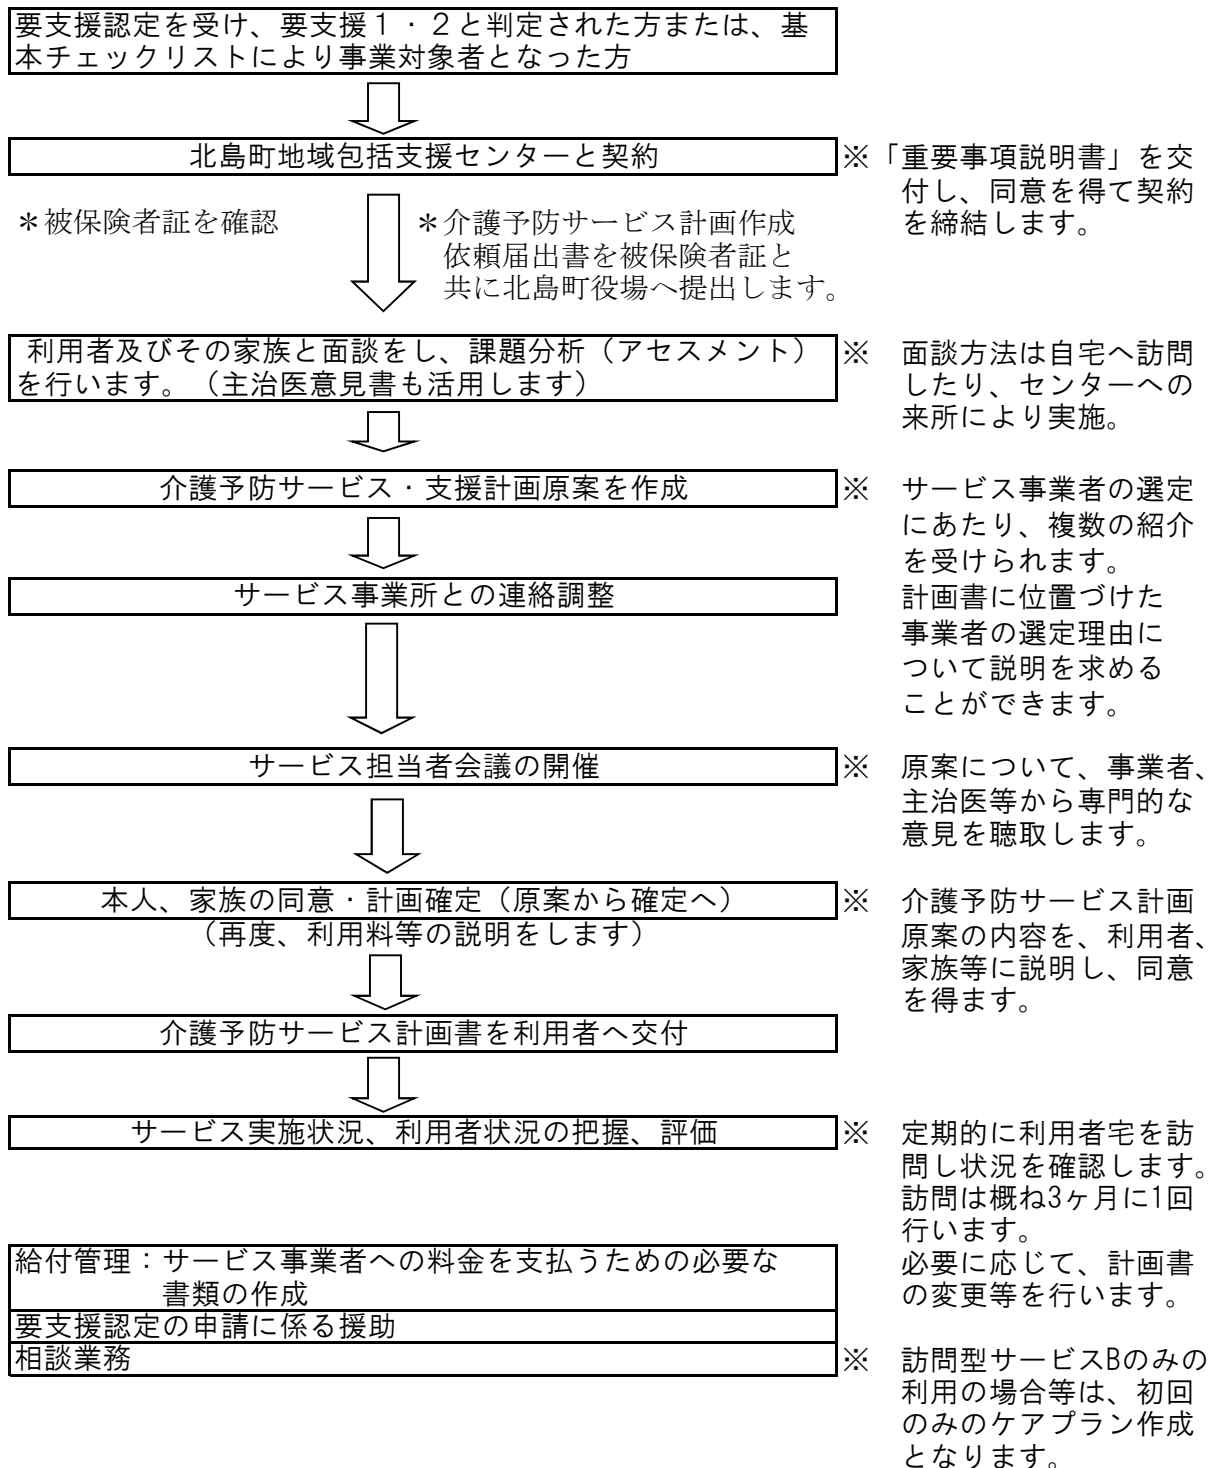 要支援認定を受け、要支援１・２と判定された方または、基
本チェックリストにより事業対象者となった方
北島町地域包括支援センターと契約
※「重要事項説明書」を交
付し、同意を得て契約
を締結します。
＊被保険者証を確認
＊介護予防サービス計画作成
依頼届出書を被保険者証と
共に北島町役場へ提出します。
利用者及びその家族と面談をし、課題分析（アセスメント）
を行います。（主治医意見書も活用します）
※　面談方法は自宅へ訪問
したり、センターへの
来所により実施。
介護予防サービス・支援計画原案を作成
※　サービス事業者の選定
にあたり、複数の紹介
を受けられます。
計画書に位置づけた
事業者の選定理由に
ついて説明を求める
ことができます。
サービス事業所との連絡調整
サービス担当者会議の開催
※　原案について、事業者、
主治医等から専門的な
意見を聴取します。
本人、家族の同意・計画確定（原案から確定へ）
（再度、利用料等の説明をします）
※　介護予防サービス計画
原案の内容を、利用者、
家族等に説明し、同意
を得ます。
介護予防サービス計画書を利用者へ交付
サービス実施状況、利用者状況の把握、評価
※　定期的に利用者宅を訪
問し状況を確認します。
訪問は概ね3ヶ月に1回
行います。
必要に応じて、計画書
の変更等を行います。
給付管理：サービス事業者への料金を支払うための必要な
書類の作成
要支援認定の申請に係る援助
相談業務
※　訪問型サービスBのみの
利用の場合等は、初回
のみのケアプラン作成
となります。